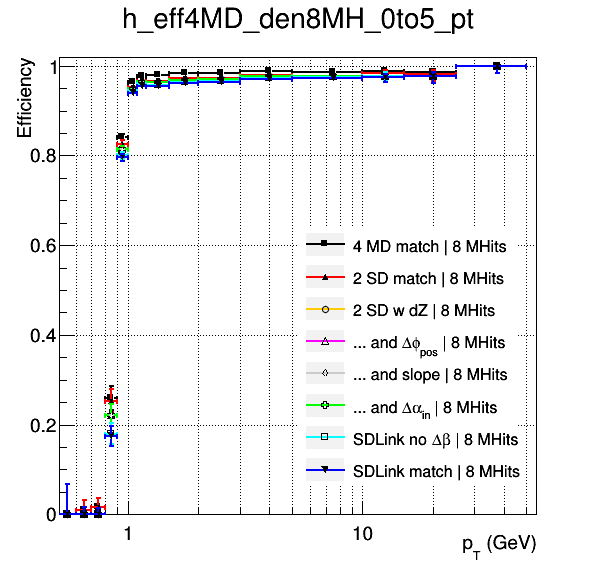 h_eff4MD_den8MH_0to5_pt
Efficiency
1
0.8
0.6
0.4
0.2
0
4 MD match | 8 MHits
2 SD match | 8 MHits
2 SD w dZ | 8 MHits
... and Δϕpos | 8 MHits
... and slope | 8 MHits
... and Δαin | 8 MHits
SDLink no Δβ | 8 MHits
SDLink match | 8 MHits
1 10
pT (GeV)